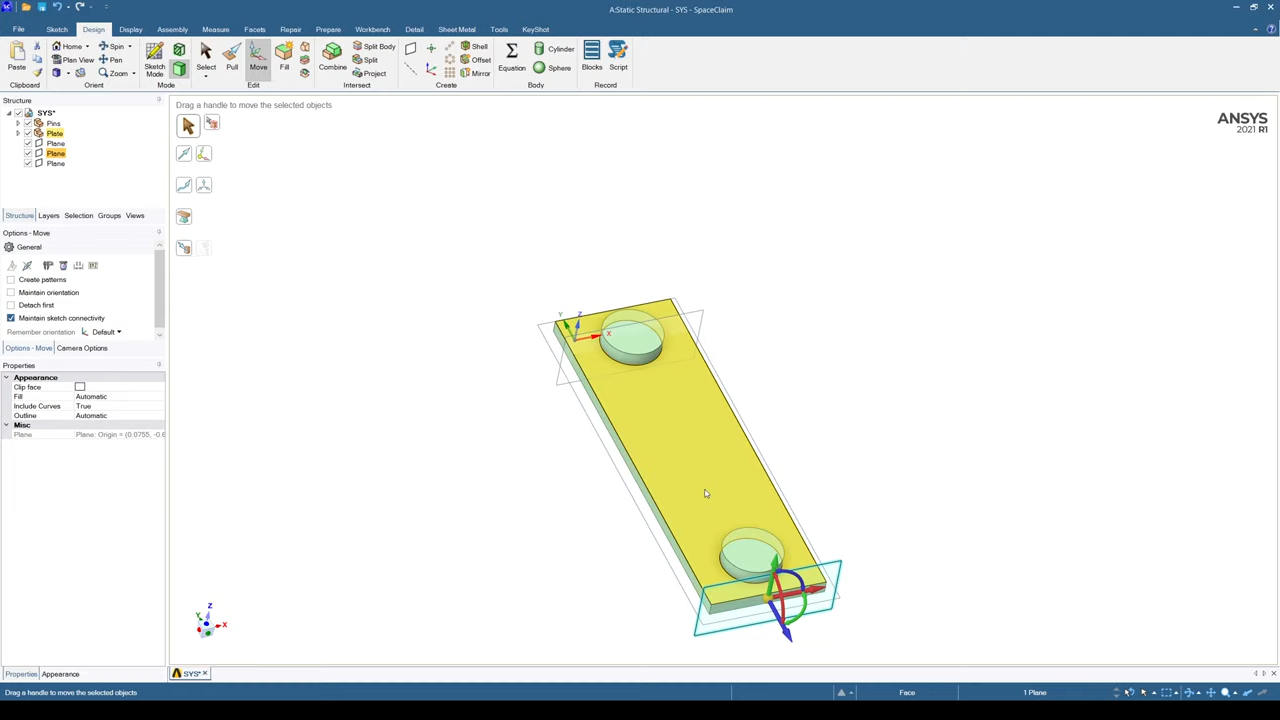 A:Static Structural - SYS - SpaceClaim
File Sketch Design Display Assembly Measure Facets Repair Prepare Workbench Detail Sheet Metal Tools KeyShot
Home Spin Split Body Shell Cylinder
Plan View Pan Split Offset Sphere
Zoom Project Mirror
Paste Sketch Mode Select Pull Move Fill Combine Equation Blocks Script
Clipboard Orient Mode Edit Intersect Create Body Record
Structure
SYS*
Pins
Plate
Plane
Plane
Plane
Structure Layers Selection Groups Views
Options - Move
General
Create patterns
Maintain orientation
Detach first
Maintain sketch connectivity
Remember orientation Default
Options - Move Camera Options
Properties
Appearance
Clip face
Fill Automatic
Include Curves True
Outline Automatic
Misc
Plane Plane: Origin = (0.0755, -0.6
Properties Appearance
Drag a handle to move the selected objects
ANSYS
2021 R1
Y Z
X
Z
Y
X
SYS*
Drag a handle to move the selected objects Face 1 Plane